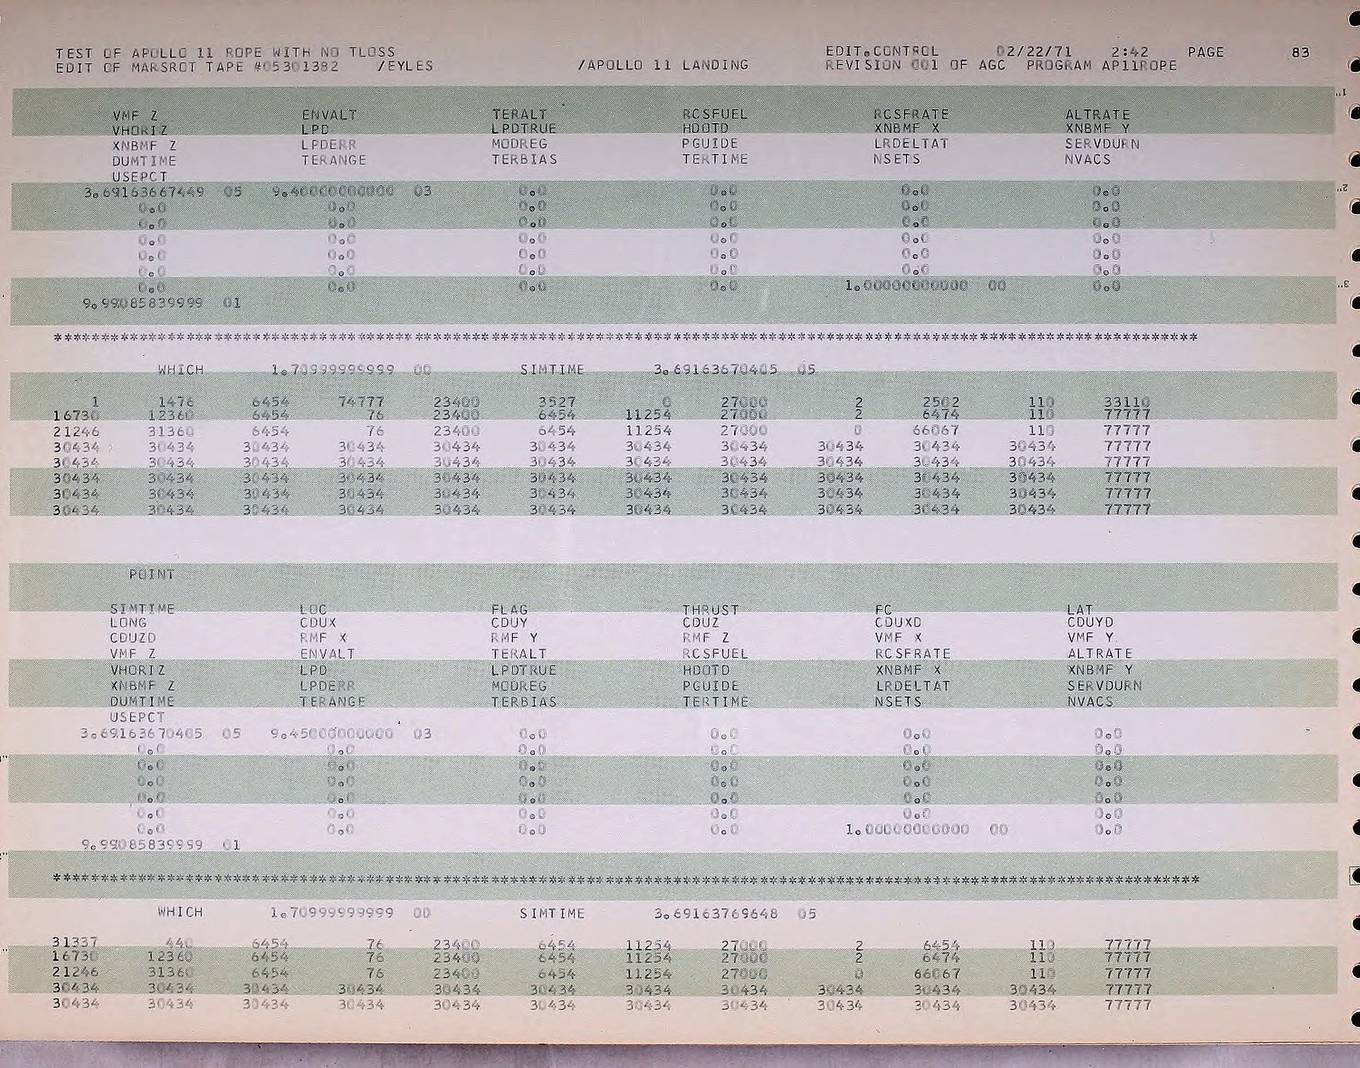 TEST OF APOLLO 11 ROPE WITH NO TLOSS EDIT.CONTROL 02/22/71 2:42 PAGE 83
EDIT OF MARSROT TAPE #05301382 /EYLES /APOLLO 11 LANDING REVISION 001 OF AGC PROGRAM AP11ROPE
VMF Z ENVALT TERALT RCSFUEL RCSFRATE ALTRATE
VHORIZ LPD LPDTRUE HDOTD XNBMF X XNBMF Y
XNBMF Z LPDERR MODREG PGUIDE LRDELTAT SERVDURN
DUMTIME TERANGE TERBIAS TERTIME NSETS NVACS
USEPCT
3.69163667449 05 9.40000000000 03 0.0 0.0 0.0 0.0
0.0 0.0 0.0 0.0 0.0 0.0
0.0 0.0 0.0 0.0 0.0 0.0
0.0 0.0 0.0 0.0 0.0 0.0
0.0 0.0 0.0 0.0 0.0 0.0
0.0 0.0 0.0 0.0 0.0 0.0
0.0 0.0 0.0 0.0 1.00000000000 00 0.0
9.99085839999 01
************************************************************************************************************************
WHICH 1.70999999999 00 SIMTIME 3.69163670405 05
1 1476 6454 74777 23400 3527 0 27000 2 2502 110 33110
16730 12360 6454 76 23400 6454 11254 27000 2 6474 110 77777
21246 31360 6454 76 23400 6454 11254 27000 0 66067 110 77777
30434 30434 30434 30434 30434 30434 30434 30434 30434 30434 30434 77777
30434 30434 30434 30434 30434 30434 30434 30434 30434 30434 30434 77777
30434 30434 30434 30434 30434 30434 30434 30434 30434 30434 30434 77777
30434 30434 30434 30434 30434 30434 30434 30434 30434 30434 30434 77777
30434 30434 30434 30434 30434 30434 30434 30434 30434 30434 30434 77777
POINT
SIMTIME LOC FLAG THRUST FC LAT
LONG CDUX CDUY CDUZ CDUXD CDUYD
CDUZD RMF X RMF Y RMF Z VMF X VMF Y
VMF Z ENVALT TERALT RCSFUEL RCSFRATE ALTRATE
VHORIZ LPD LPDTRUE HDOTD XNBMF X XNBMF Y
XNBMF Z LPDERR MODREG PGUIDE LRDELTAT SERVDURN
DUMTIME TERANGE TERBIAS TERTIME NSETS NVACS
USEPCT
3.69163670405 05 9.45000000000 03 0.0 0.0 0.0 0.0
0.0 0.0 0.0 0.0 0.0 0.0
0.0 0.0 0.0 0.0 0.0 0.0
0.0 0.0 0.0 0.0 0.0 0.0
0.0 0.0 0.0 0.0 0.0 0.0
0.0 0.0 0.0 0.0 0.0 0.0
0.0 0.0 0.0 0.0 1.00000000000 00 0.0
9.99085839999 01
************************************************************************************************************************
WHICH 1.70999999999 00 SIMTIME 3.69163769648 05
31337 440 6454 76 23400 6454 11254 27000 2 6454 110 77777
16730 12360 6454 76 23400 6454 11254 27000 2 6474 110 77777
21246 31360 6454 76 23400 6454 11254 27000 0 66067 110 77777
30434 30434 30434 30434 30434 30434 30434 30434 30434 30434 30434 77777
30434 30434 30434 30434 30434 30434 30434 30434 30434 30434 30434 77777